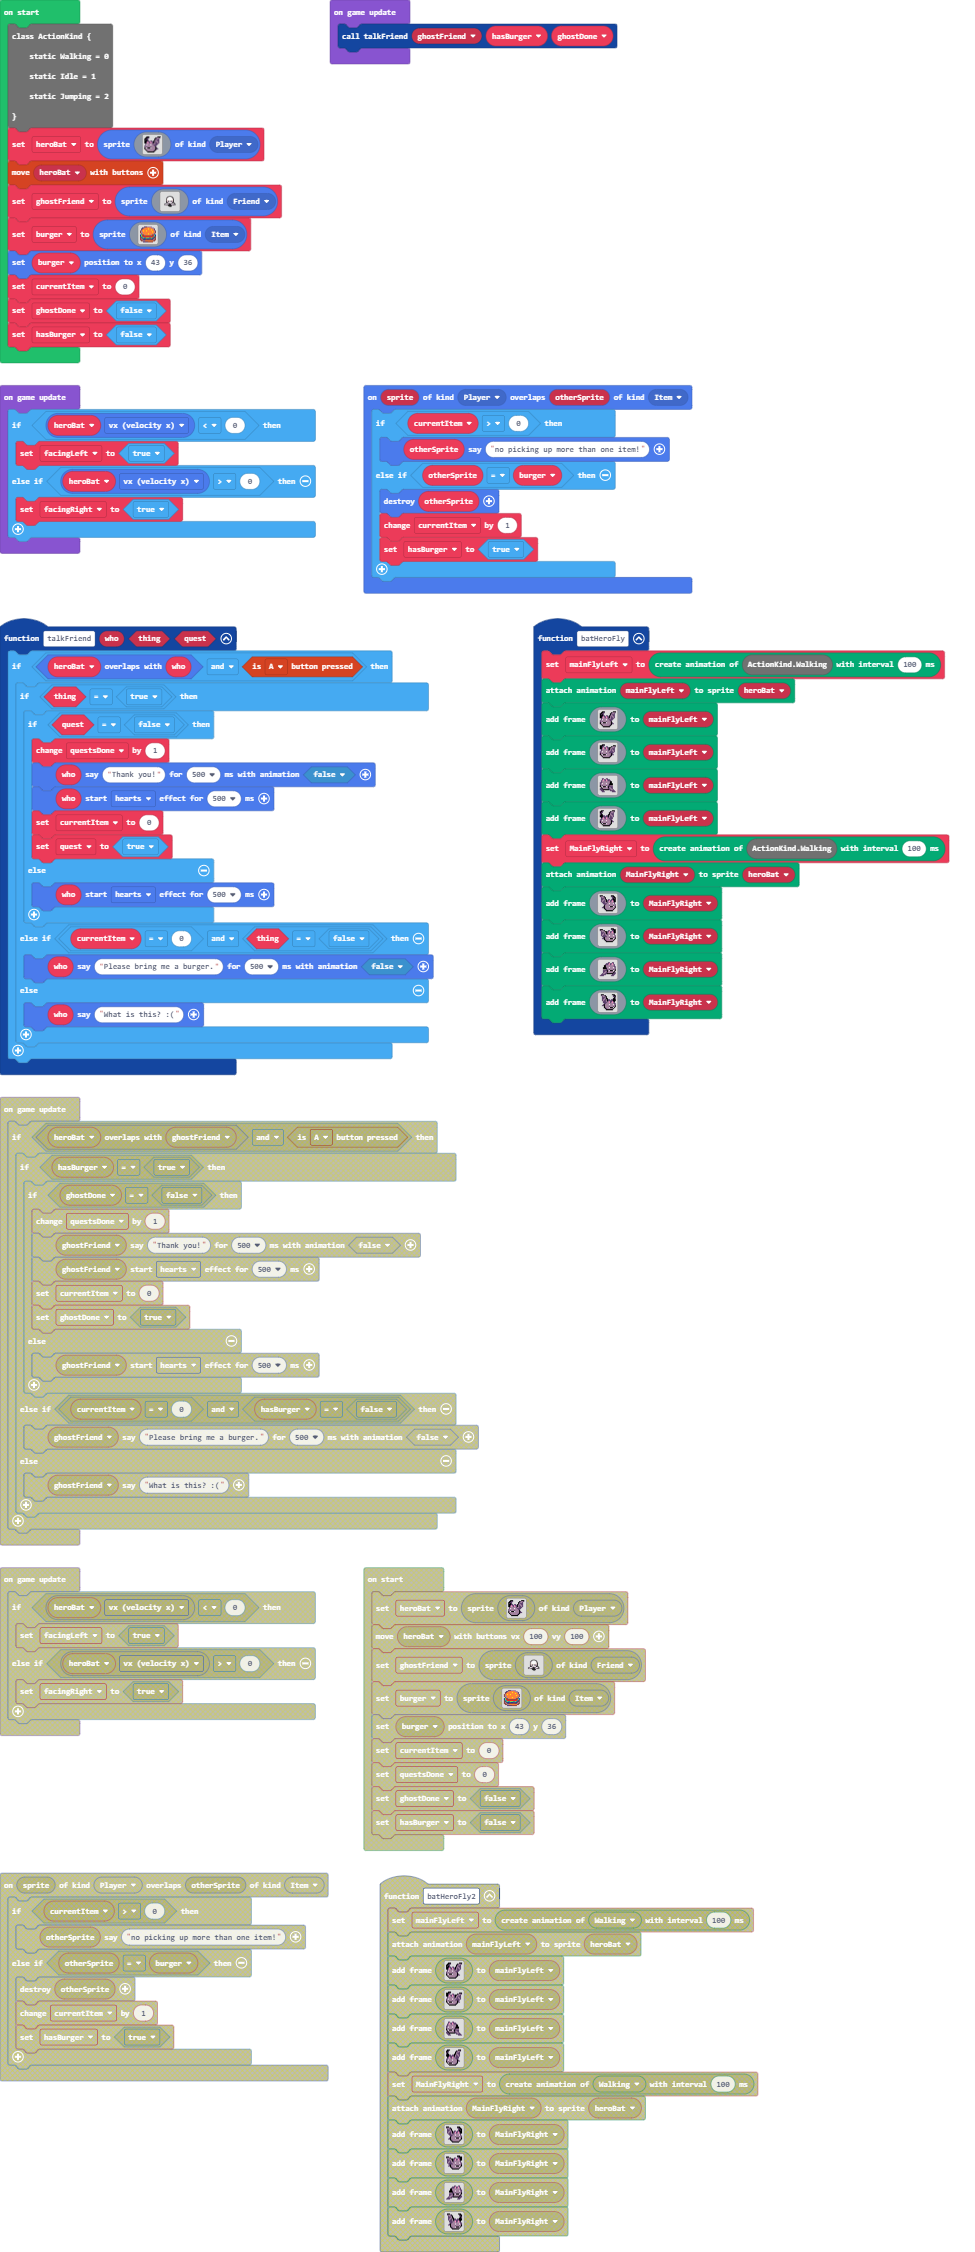 on start
class ActionKind {
static Walking = 0
static Idle = 1
static Jumping = 2
}
set heroBat to sprite of kind Player
move heroBat with buttons
set ghostFriend to sprite of kind Friend
set burger to sprite of kind Item
set burger position to x 43 y 36
set currentItem to 0
set ghostDone to false
set hasBurger to false
on game update
call talkFriend ghostFriend hasBurger ghostDone
on game update
if heroBat vx (velocity x) < 0 then
set facingLeft to true
else if heroBat vx (velocity x) > 0 then
set facingRight to true
on sprite of kind Player overlaps otherSprite of kind Item
if currentItem > 0 then
otherSprite say "no picking up more than one item!"
else if otherSprite = burger then
destroy otherSprite
change currentItem by 1
set hasBurger to true
function talkFriend who thing quest
if heroBat overlaps with who and is A button pressed then
if thing = true then
if quest = false then
change questsDone by 1
who say "Thank you!" for 500 ms with animation false
who start hearts effect for 500 ms
set currentItem to 0
set quest to true
else
who start hearts effect for 500 ms
else if currentItem = 0 and thing = false then
who say "Please bring me a burger." for 500 ms with animation false
else
who say "What is this? :("
function batHeroFly
set mainFlyLeft to create animation of ActionKind.Walking with interval 100 ms
attach animation mainFlyLeft to sprite heroBat
add frame to mainFlyLeft
add frame to mainFlyLeft
add frame to mainFlyLeft
add frame to mainFlyLeft
set MainFlyRight to create animation of ActionKind.Walking with interval 100 ms
attach animation MainFlyRight to sprite heroBat
add frame to MainFlyRight
add frame to MainFlyRight
add frame to MainFlyRight
add frame to MainFlyRight
on game update
if heroBat overlaps with ghostFriend and is A button pressed then
if hasBurger = true then
if ghostDone = false then
change questsDone by 1
ghostFriend say "Thank you!" for 500 ms with animation false
ghostFriend start hearts effect for 500 ms
set currentItem to 0
set ghostDone to true
else
ghostFriend start hearts effect for 500 ms
else if currentItem = 0 and hasBurger = false then
ghostFriend say "Please bring me a burger." for 500 ms with animation false
else
ghostFriend say "What is this? :("
on game update
if heroBat vx (velocity x) < 0 then
set facingLeft to true
else if heroBat vx (velocity x) > 0 then
set facingRight to true
on start
set heroBat to sprite of kind Player
move heroBat with buttons vx 100 vy 100
set ghostFriend to sprite of kind Friend
set burger to sprite of kind Item
set burger position to x 43 y 36
set currentItem to 0
set questsDone to 0
set ghostDone to false
set hasBurger to false
on sprite of kind Player overlaps otherSprite of kind Item
if currentItem > 0 then
otherSprite say "no picking up more than one item!"
else if otherSprite = burger then
destroy otherSprite
change currentItem by 1
set hasBurger to true
function batHeroFly2
set mainFlyLeft to create animation of Walking with interval 100 ms
attach animation mainFlyLeft to sprite heroBat
add frame to mainFlyLeft
add frame to mainFlyLeft
add frame to mainFlyLeft
add frame to mainFlyLeft
set MainFlyRight to create animation of Walking with interval 100 ms
attach animation MainFlyRight to sprite heroBat
add frame to MainFlyRight
add frame to MainFlyRight
add frame to MainFlyRight
add frame to MainFlyRight